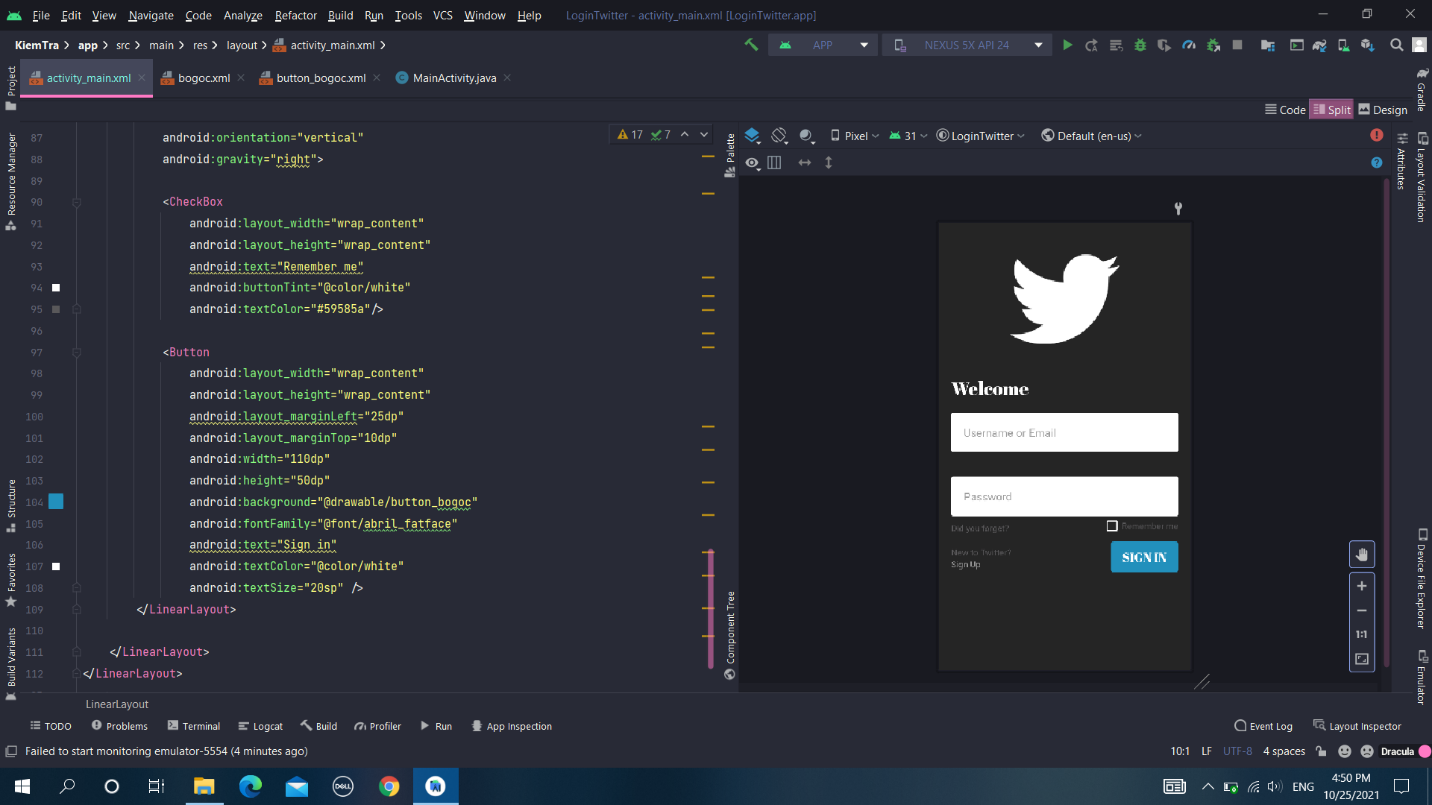 File Edit View Navigate Code Analyze Refactor Build Run Tools VCS Window Help LoginTwitter - activity_main.xml [LoginTwitter.app]
KiemTra app src main res layout activity_main.xml APP NEXUS 5X API 24
activity_main.xml bogoc.xml button_bogoc.xml MainActivity.java
Code Split Design
Project
Resource Manager
Structure
Favorites
Build Variants
17 7
87 android:orientation="vertical"
88 android:gravity="right">
89
90 <CheckBox
91 android:layout_width="wrap_content"
92 android:layout_height="wrap_content"
93 android:text="Remember me"
94 android:buttonTint="@color/white"
95 android:textColor="#59585a"/>
96
97 <Button
98 android:layout_width="wrap_content"
99 android:layout_height="wrap_content"
100 android:layout_marginLeft="25dp"
101 android:layout_marginTop="10dp"
102 android:width="110dp"
103 android:height="50dp"
104 android:background="@drawable/button_bogoc"
105 android:fontFamily="@font/abril_fatface"
106 android:text="Sign in"
107 android:textColor="@color/white"
108 android:textSize="20sp" />
109 </LinearLayout>
110
111 </LinearLayout>
112 </LinearLayout>
LinearLayout
Palette
Component Tree
Pixel 31 LoginTwitter Default (en-us)
Welcome
Username or Email
Password
Did you forget? Remember me
New to Twitter?
Sign Up
SIGN IN
1:1
Attributes
Gradle
Layout Validation
Device File Explorer
Emulator
TODO Problems Terminal Logcat Build Profiler Run App Inspection Event Log Layout Inspector
Failed to start monitoring emulator-5554 (4 minutes ago) 10:1 LF UTF-8 4 spaces Dracula
DELL
ENG
4:50 PM
10/25/2021